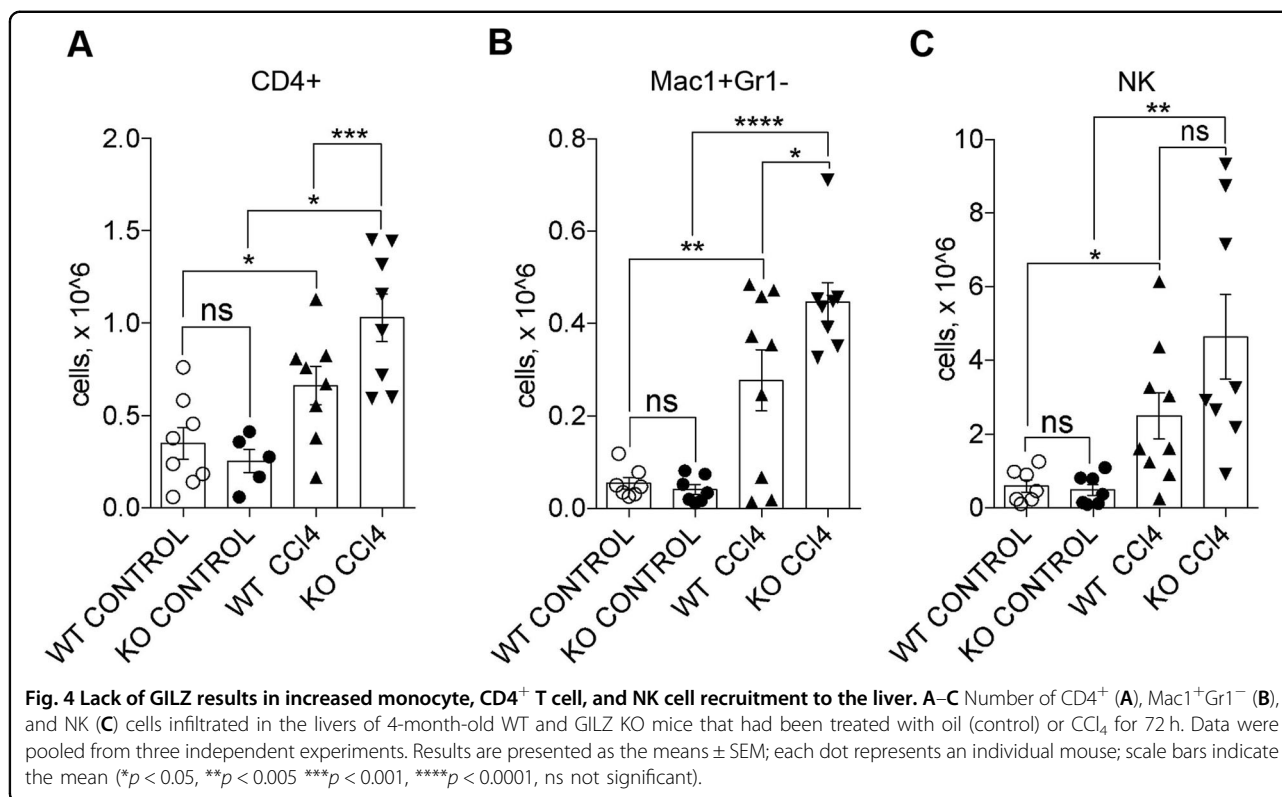 A
CD4+
cells, x 10^6
2.0
1.5
1.0
0.5
0.0
***
*
*
ns
WT CONTROL
KO CONTROL
WT CCl4
KO CCl4
B
Mac1+Gr1-
cells, x 10^6
0.8
0.6
0.4
0.2
0.0
****
*
**
ns
WT CONTROL
KO CONTROL
WT CCl4
KO CCl4
C
NK
cells, x 10^6
10
8
6
4
2
0
**
ns
*
ns
WT CONTROL
KO CONTROL
WT CCl4
KO CCl4
Fig. 4 Lack of GILZ results in increased monocyte, CD4⁺ T cell, and NK cell recruitment to the liver. A–C Number of CD4⁺ (A), Mac1⁺Gr1⁻ (B),
and NK (C) cells infiltrated in the livers of 4-month-old WT and GILZ KO mice that had been treated with oil (control) or CCl₄ for 72 h. Data were
pooled from three independent experiments. Results are presented as the means ± SEM; each dot represents an individual mouse; scale bars indicate
the mean (*p < 0.05, **p < 0.005 ***p < 0.001, ****p < 0.0001, ns not significant).